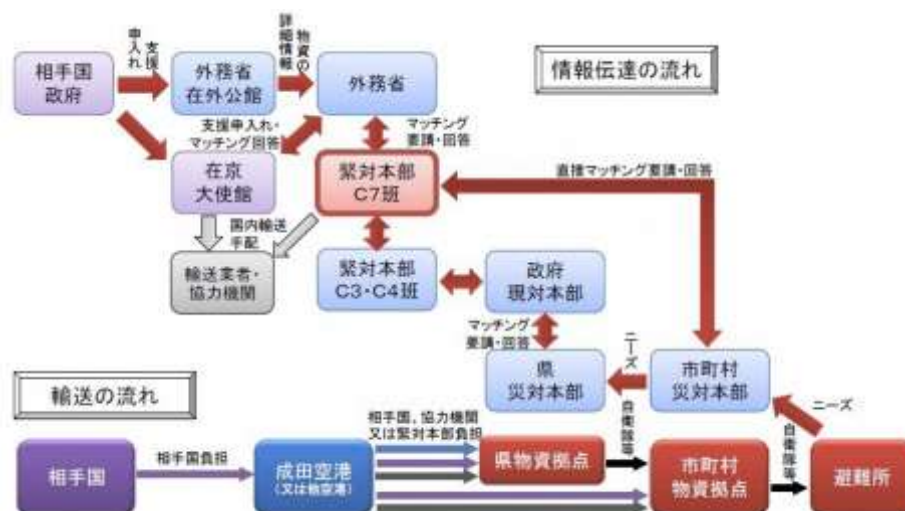 支援
申入れ
物資の
詳細情報
情報伝達の流れ
相手国
政府
外務省
在外公館
外務省
支援申入れ・
マッチング回答
マッチング
要請・回答
在京
大使館
緊対本部
C7班
直接マッチング要請・回答
国内輸送
手配
輸送業者・
協力機関
緊対本部
C3・C4班
政府
現対本部
マッチング
要請・回答
ニーズ
県
災対本部
市町村
災対本部
ニーズ
輸送の流れ
相手国、協力機関
又は緊対本部負担
自衛隊等
自衛隊等
相手国
相手国負担
成田空港
(又は他空港)
県物資拠点
市町村
物資拠点
避難所